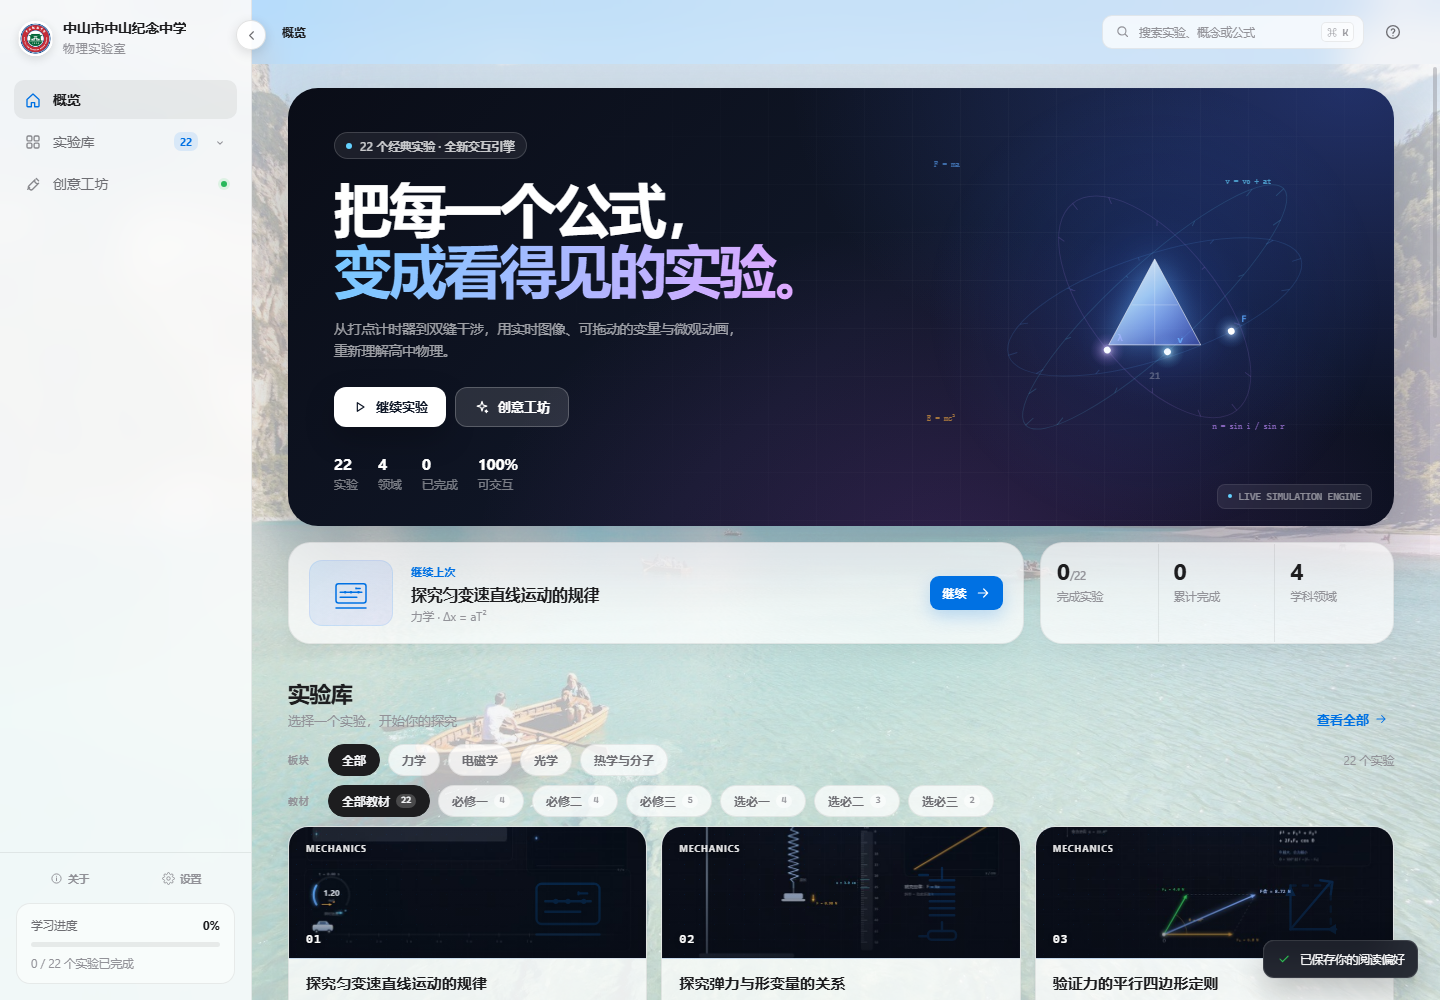 中山市中山纪念中学
物理实验室
概览
实验库
22
创意工坊
关于
设置
学习进度
0%
0 / 22 个实验已完成
概览
搜索实验、概念或公式
⌘ K
22 个经典实验 · 全新交互引擎
把每一个公式，
变成看得见的实验。
从打点计时器到双缝干涉，用实时图像、可拖动的变量与微观动画，
重新理解高中物理。
继续实验
创意工坊
22
实验
4
领域
0
已完成
100%
可交互
F = ma
v = v₀ + at
F
v
21
E = mc²
n = sin i / sin r
LIVE SIMULATION ENGINE
继续上次
探究匀变速直线运动的规律
力学 · Δx = aT²
继续
0/22
完成实验
0
累计完成
4
学科领域
实验库
选择一个实验，开始你的探究
查看全部
板块
全部
力学
电磁学
光学
热学与分子
22 个实验
教材
全部教材 22
必修一 4
必修二 4
必修三 5
选必一 4
选必二 3
选必三 2
MECHANICS
1.20
01
探究匀变速直线运动的规律
MECHANICS
02
探究弹力与形变量的关系
MECHANICS
03
验证力的平行四边形定则
已保存你的阅读偏好